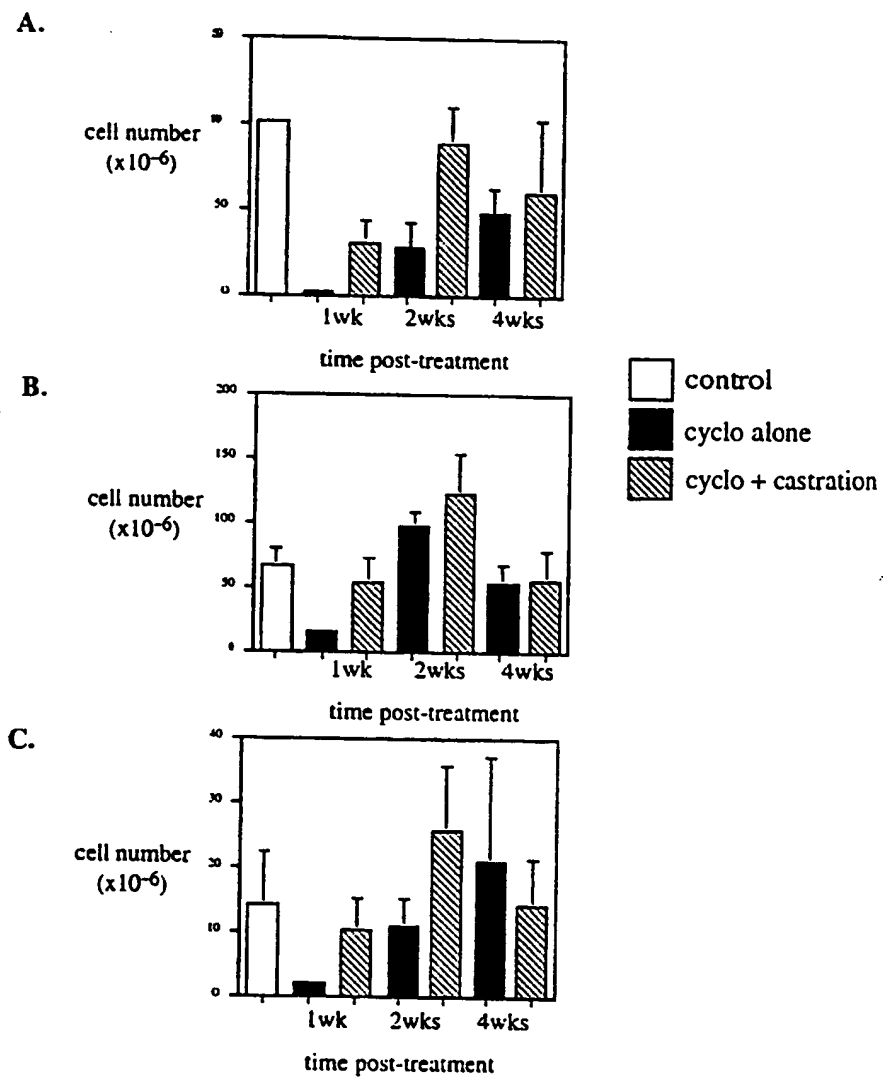 A.
cell number
(x10⁻⁶)
50
0
1wk 2wks 4wks
time post-treatment
B.
200
150
100
50
cell number
(x10⁻⁶)
1wk 2wks 4wks
time post-treatment
C.
40
30
20
10
0
cell number
(x10⁻⁶)
1wk 2wks 4wks
time post-treatment
control
cyclo alone
cyclo + castration